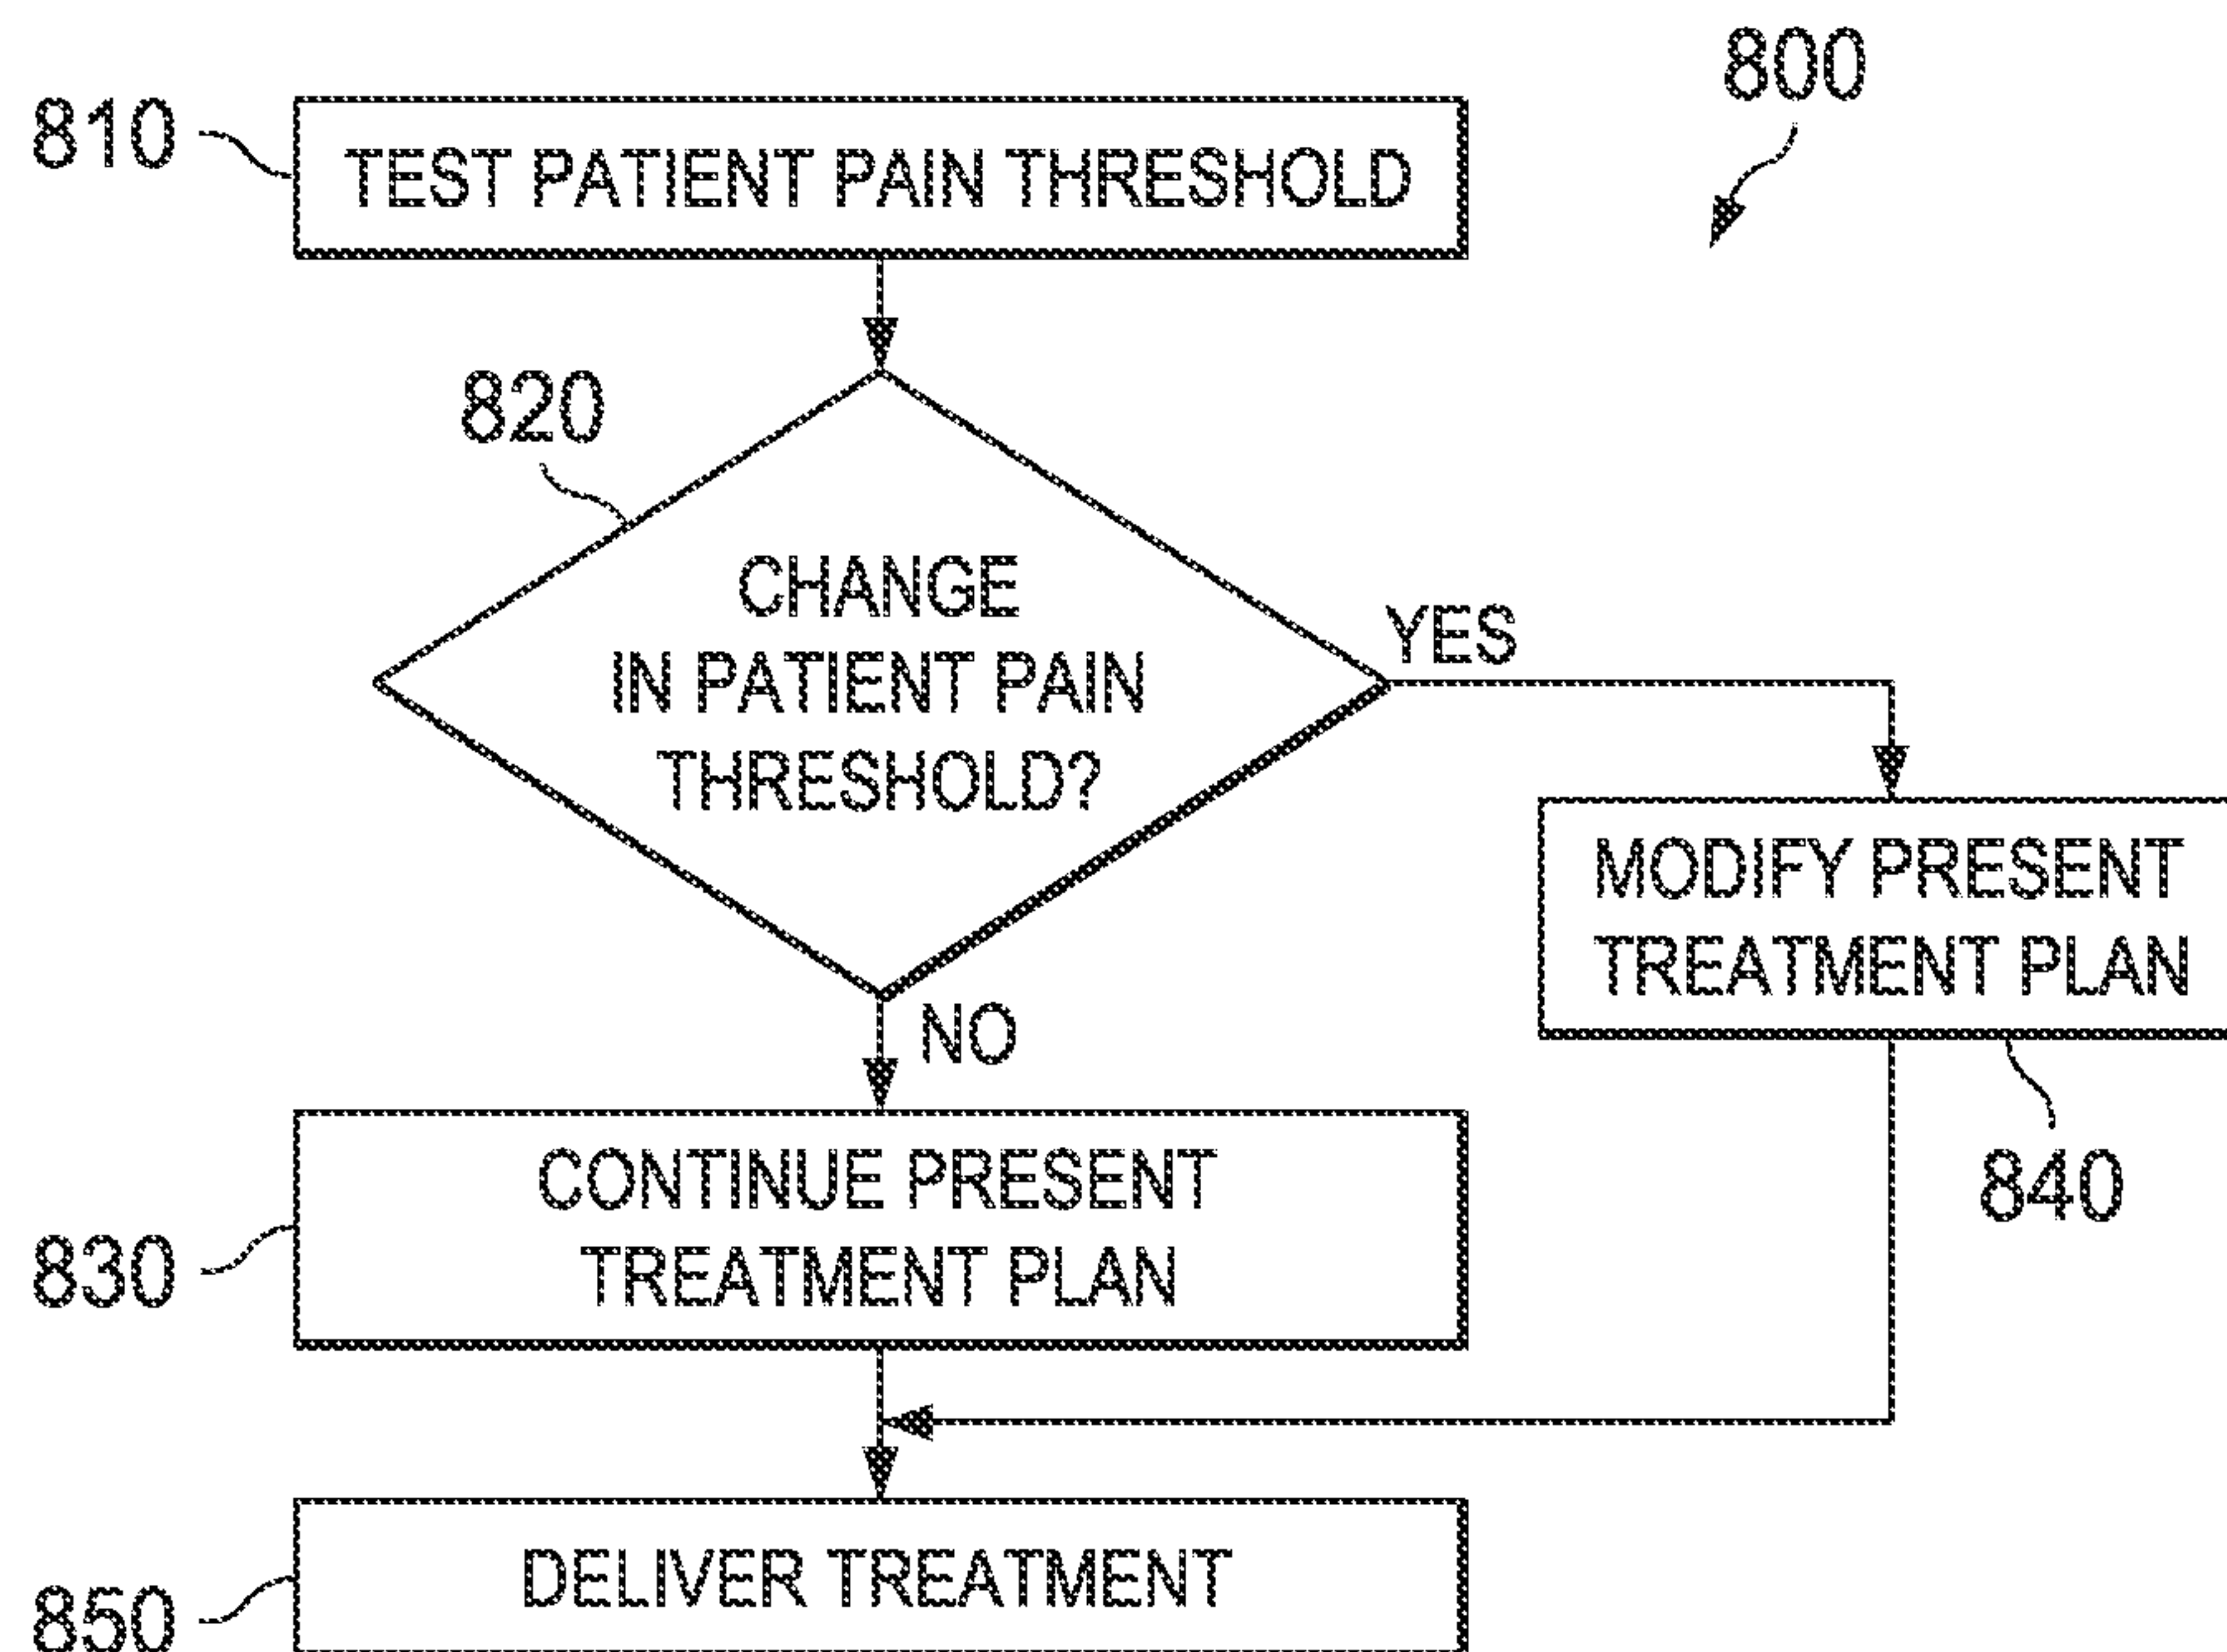 800
810
TEST PATIENT PAIN THRESHOLD
820
CHANGE
IN PATIENT PAIN
THRESHOLD?
YES
MODIFY PRESENT
TREATMENT PLAN
NO
840
CONTINUE PRESENT
TREATMENT PLAN
830
DELIVER TREATMENT
850